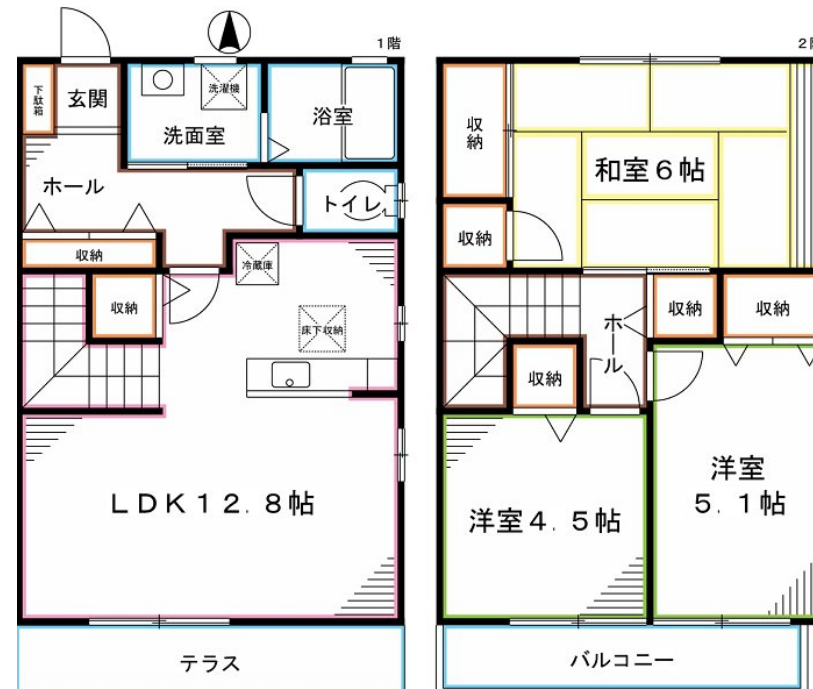 1階
下駄箱
玄関
洗面室
洗濯機
浴室
ホール
トイレ
収納
収納
冷蔵庫
床下収納
LDK12.8帖
テラス
収納
和室6帖
収納
ホール
収納
収納
収納
洋室4.5帖
洋室
5.1帖
バルコニー